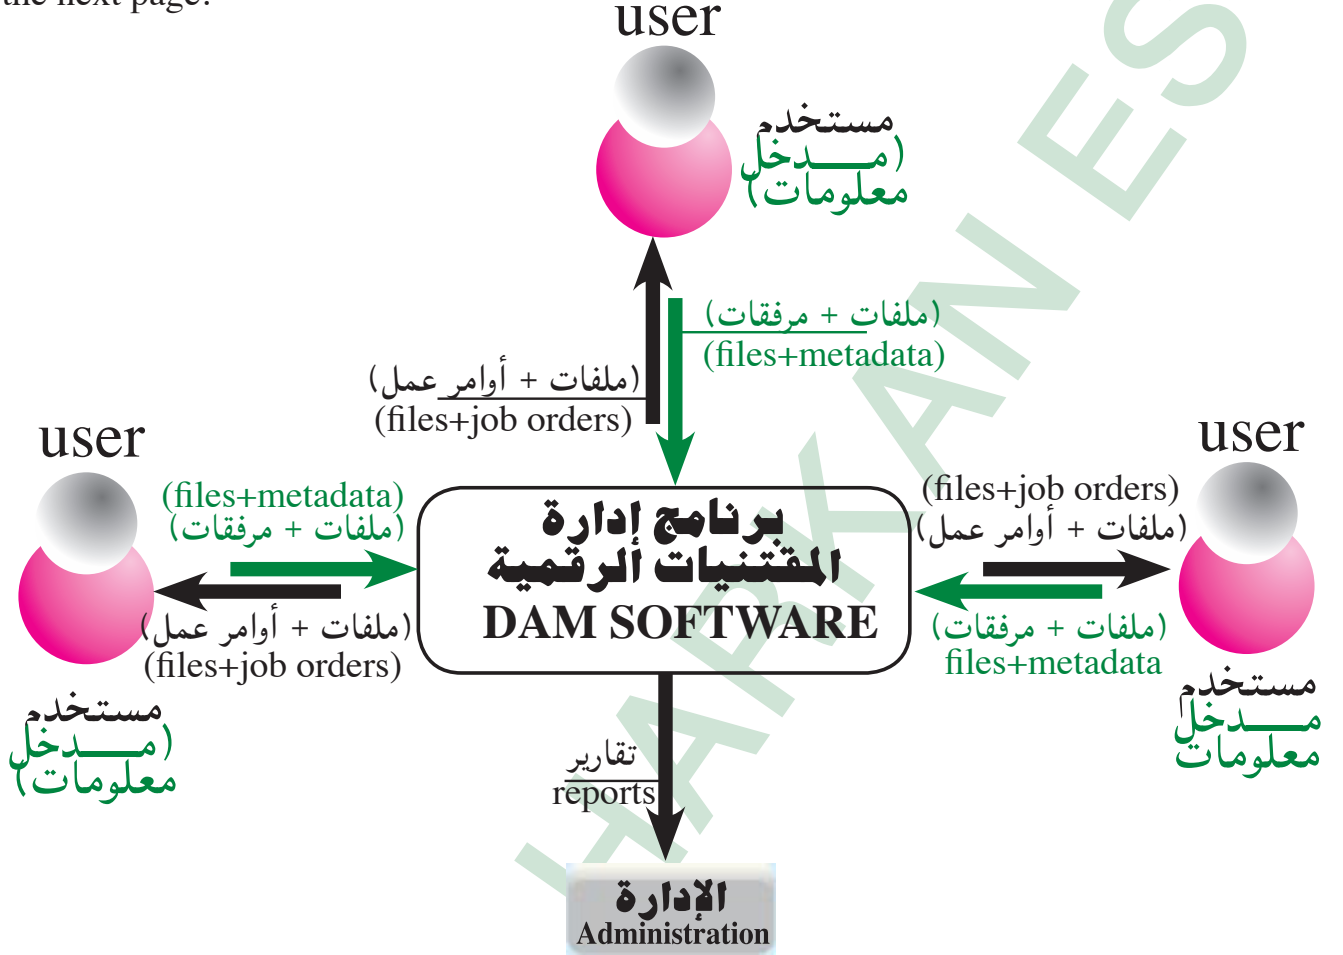 the next page:
user
مستخدم
(مــــدخل
معلومات)
(ملفات + مرفقات)
(files+metadata)
(ملفات + أوامر عمل)
(files+job orders)
user
(files+metadata)
(ملفات + مرفقات)
(ملفات + أوامر عمل)
(files+job orders)
مستخدم
(مــــدخل
معلومات)
برنامج إدارة
المقتنيات الرقمية
DAM SOFTWARE
user
(files+job orders)
(ملفات + أوامر عمل)
(ملفات + مرفقات)
files+metadata
مستخدم
مــــدخل
معلومات
تقارير
reports
الإدارة
Administration
HARKAN ES